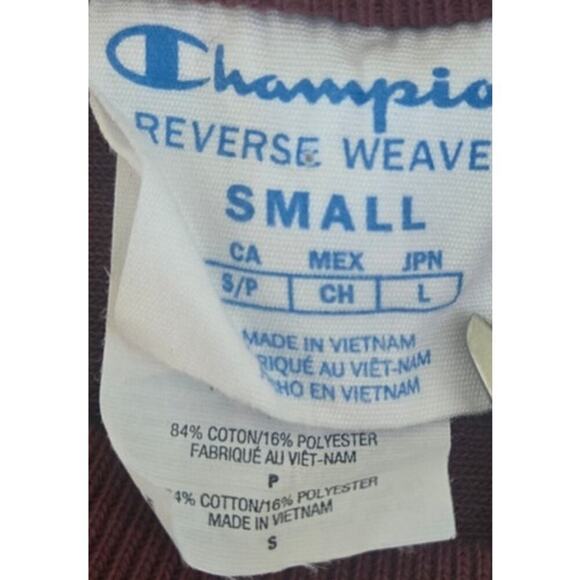 Champio
REVERSE WEAVE
SMALL
CA MEX JPN
S/P CH L
MADE IN VIETNAM
RIQUÉ AU VIÊT-NAM
HO EN VIETNAM
84% COTON/16% POLYESTER
FABRIQUÉ AU VIÊT-NAM
P
4% COTTON/16% POLYESTER
MADE IN VIETNAM
S